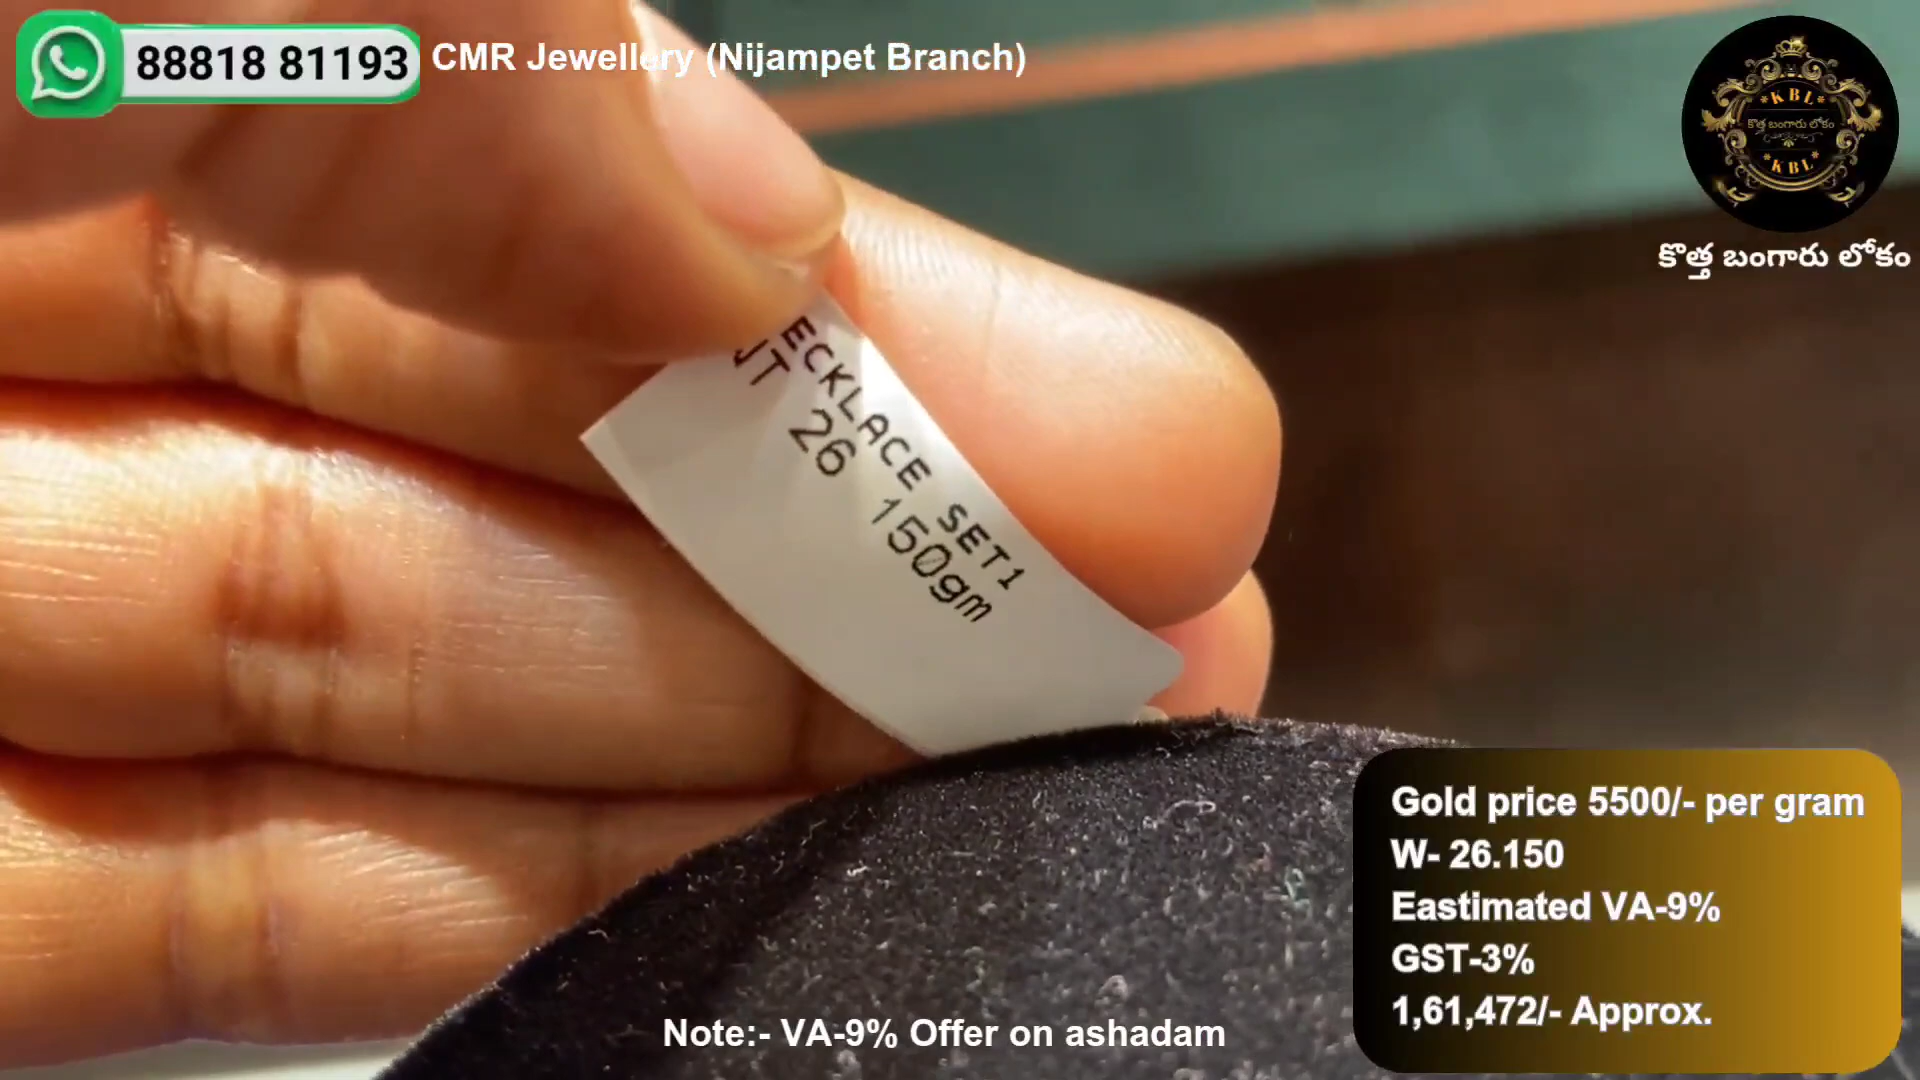 88818 81193 CMR Jewellery (Nijampet Branch)
*KBL*
కొత్త బంగారు లోకం
*KBL*
కొత్త బంగారు లోకం
ECKLACE SET1
26 150gm
Gold price 5500/- per gram
W- 26.150
Eastimated VA-9%
GST-3%
1,61,472/- Approx.
Note:- VA-9% Offer on ashadam